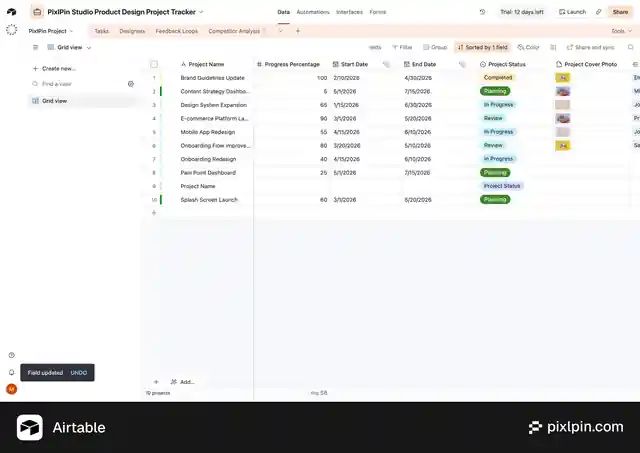 PixlPin Studio Product Design Project Tracker
Data Automations Interfaces Forms
Trial: 12 days left Launch Share
PixlPin Project Tasks Designers Feedback Loops Competitor Analysis
Tools
Grid view
Filter Group Sorted by 1 field Color Share and sync
Create new...
Find a view
Grid view
Project Name Progress Percentage Start Date End Date Project Status Project Cover Photo
1 Brand Guidelines Update 100 2/10/2026 4/30/2026 Completed
2 Content Strategy Dashbo... 5 5/1/2026 7/15/2026 Planning
3 Design System Expansion 65 1/15/2026 6/30/2026 In Progress
4 E-commerce Platform La... 90 3/1/2026 5/20/2026 Review
5 Mobile App Redesign 55 4/15/2026 6/10/2026 In Progress
6 Onboarding Flow Improve... 80 3/20/2026 5/10/2026 Review
7 Onboarding Redesign 40 4/15/2026 6/10/2026 In Progress
8 Pain Point Dashboard 25 5/1/2026 7/15/2026 Planning
9 Project Name Project Status
10 Splash Screen Launch 60 3/1/2026 5/20/2026 Planning
Field updated UNDO
Add...
M
10 projects Avg 58
Airtable
pixlpin.com